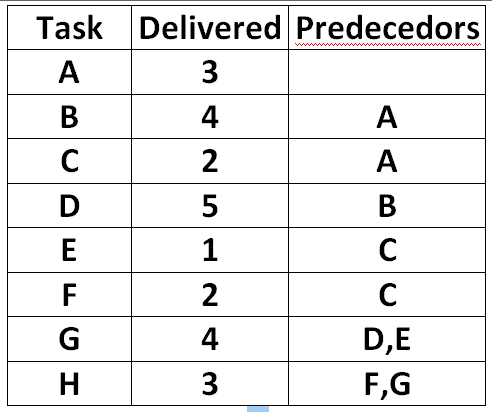 Task Delivered Predecedors
A 3
B 4 A
C 2 A
D 5 B
E 1 C
F 2 C
G 4 D,E
H 3 F,G